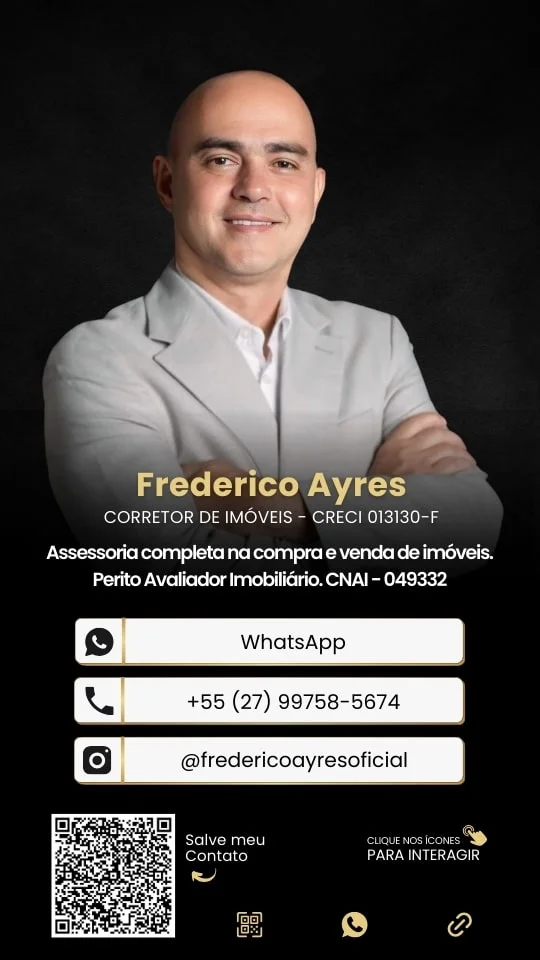 Frederico Ayres
CORRETOR DE IMÓVEIS - CRECI 013130-F
Assessoria completa na compra e venda de imóveis.
Perito Avaliador Imobiliário. CNAI - 049332
WhatsApp
+55 (27) 99758-5674
@fredericoayresoficial
Salve meu
Contato
CLIQUE NOS ÍCONES
PARA INTERAGIR